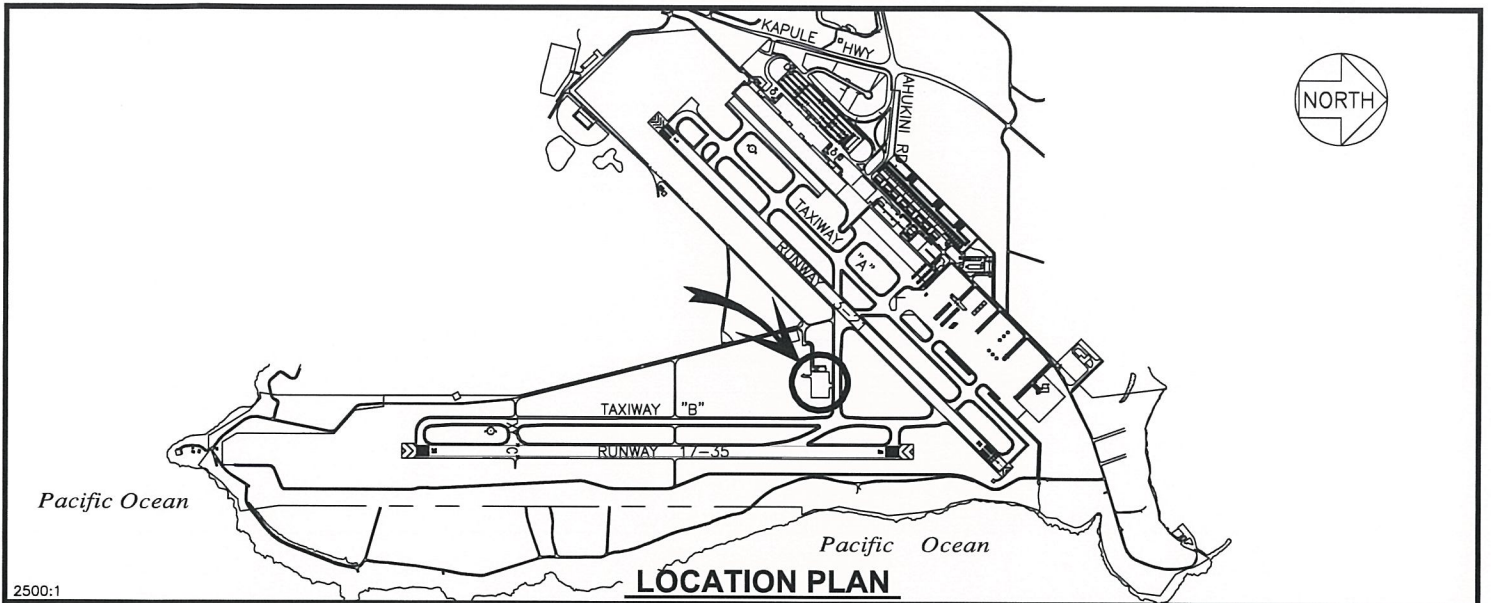 KAPULE HWY
NORTH
AHUKINI RD
TAXIWAY "A"
RUNWAY
TAXIWAY "B"
RUNWAY 17-35
Pacific Ocean
Pacific Ocean
LOCATION PLAN
2500:1